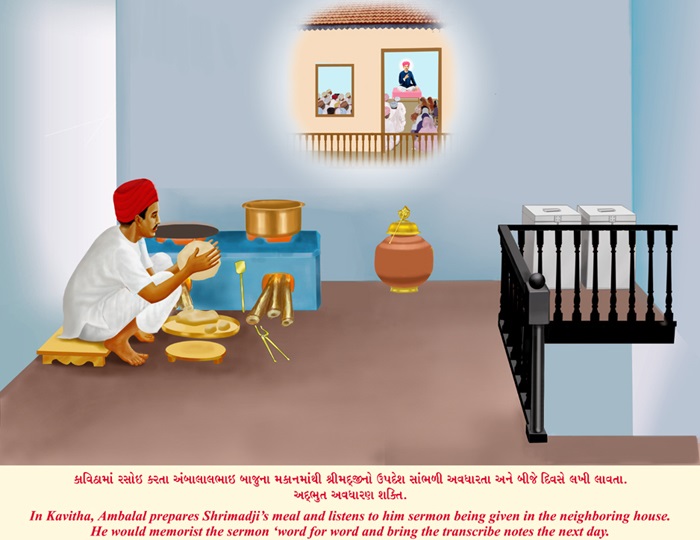 કાવિઠામાં રસોઇ કરતા અંબાલાલભાઇ બાજુના મકાનમાંથી શ્રીમદ્જીનો ઉપદેશ સાંભળી અવધારતા અને બીજે દિવસે લખી લાવતા.
અદ્ભુત અવધારણ શક્તિ.
In Kavitha, Ambalal prepares Shrimadji's meal and listens to him sermon being given in the neighboring house.
He would memorist the sermon 'word for word and bring the transcribe notes the next day.